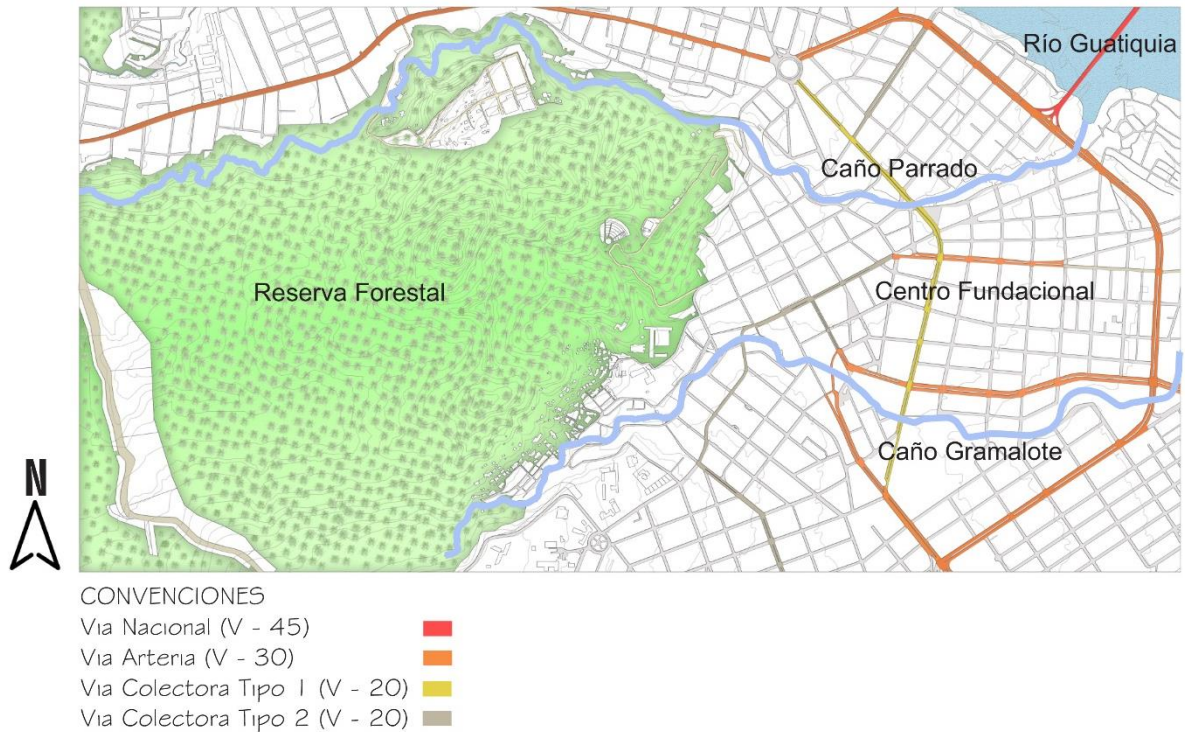 Río Guatiquia
Caño Parrado
Reserva Forestal
Centro Fundacional
Caño Gramalote
N
CONVENCIONES
Via Nacional (V - 45)
Via Arteria (V - 30)
Via Colectora Tipo 1 (V - 20)
Via Colectora Tipo 2 (V - 20)